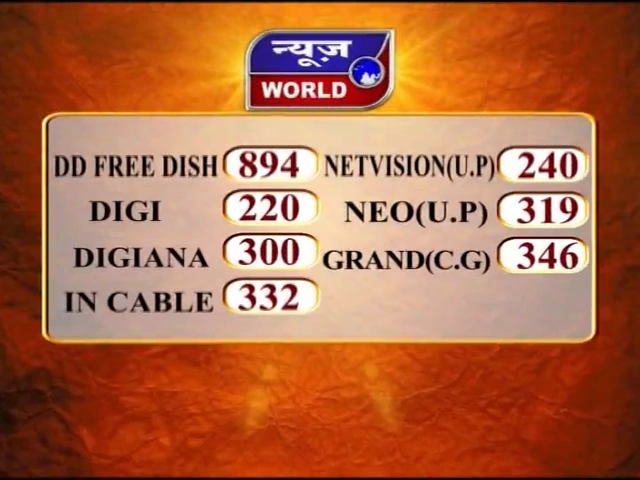 न्यूज़
WORLD
DD FREE DISH 894 NETVISION(U.P) 240
DIGI 220 NEO(U.P) 319
DIGIANA 300 GRAND(C.G) 346
IN CABLE 332